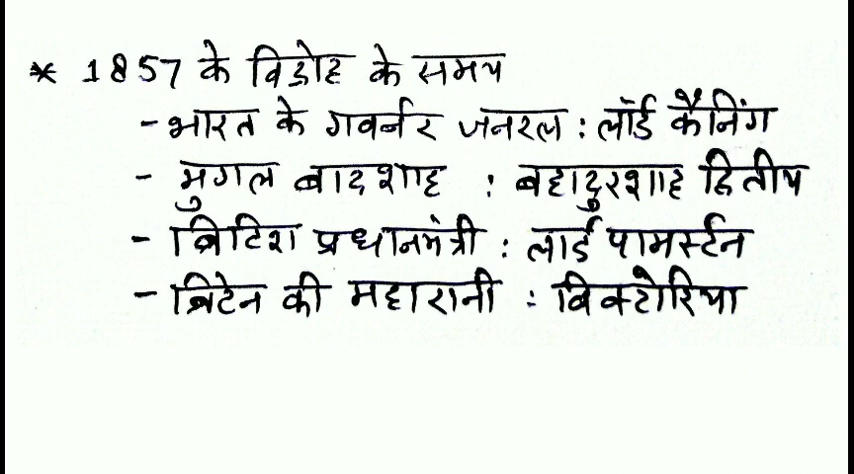 * 1857 के विद्रोह के समय
- भारत के गवर्नर जनरल : लॉर्ड कैनिंग
- मुगल बादशाह : बहादुरशाह द्वितीय
- ब्रिटिश प्रधानमंत्री : लार्ड पामर्स्टन
- ब्रिटेन की महारानी : विक्टोरिया